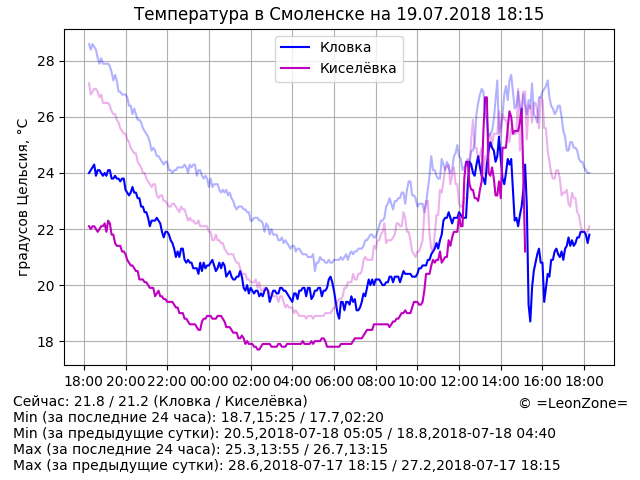 Температура в Смоленске на 19.07.2018 18:15
Кловка
Киселёвка
градусов Цельсия, °C
28
26
24
22
20
18
18:00 20:00 22:00 00:00 02:00 04:00 06:00 08:00 10:00 12:00 14:00 16:00 18:00
Сейчас: 21.8 / 21.2 (Кловка / Киселёвка)
© =LeonZone=
Min (за последние 24 часа): 18.7,15:25 / 17.7,02:20
Min (за предыдущие сутки): 20.5,2018-07-18 05:05 / 18.8,2018-07-18 04:40
Max (за последние 24 часа): 25.3,13:55 / 26.7,13:15
Max (за предыдущие сутки): 28.6,2018-07-17 18:15 / 27.2,2018-07-17 18:15